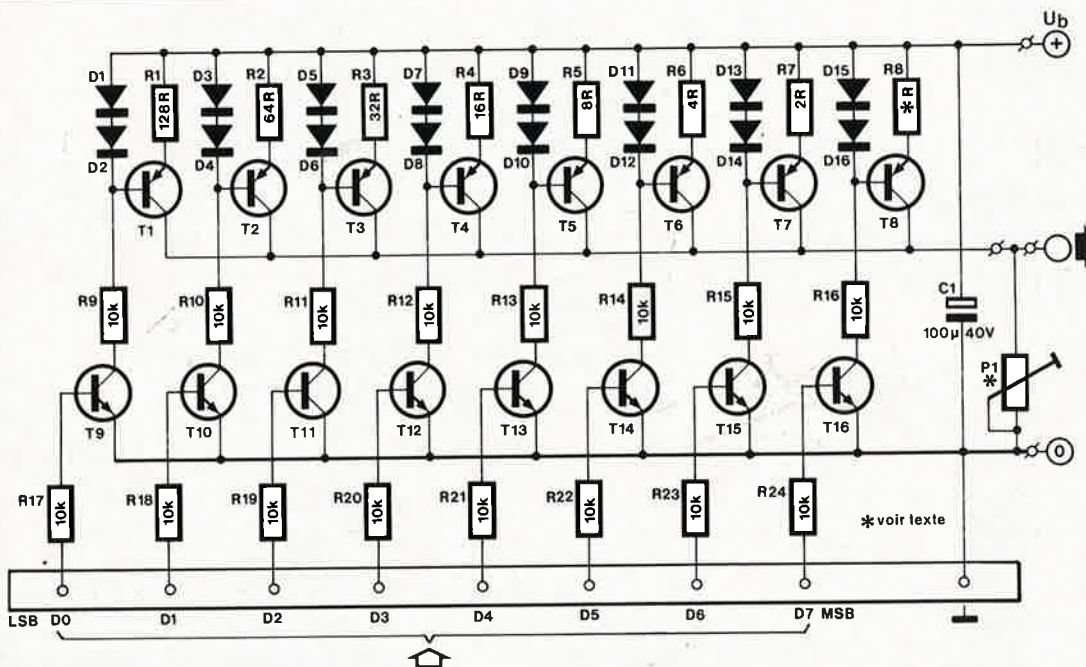 Ub
+
D1 R1 D3 R2 D5 R3 D7 R4 D9 R5 D11 R6 D13 R7 D15 R8
128R 64R 32R 16R 8R 4R 2R *R
D2 D4 D6 D8 D10 D12 D14 D16
T1 T2 T3 T4 T5 T6 T7 T8
R9 R10 R11 R12 R13 R14 R15 R16 C1
10k 10k 10k 10k 10k 10k 10k 10k
100µ 40V
P1
*
T9 T10 T11 T12 T13 T14 T15 T16
0
R17 R18 R19 R20 R21 R22 R23 R24
10k 10k 10k 10k 10k 10k 10k 10k
* voir texte
LSB D0 D1 D2 D3 D4 D5 D6 D7 MSB